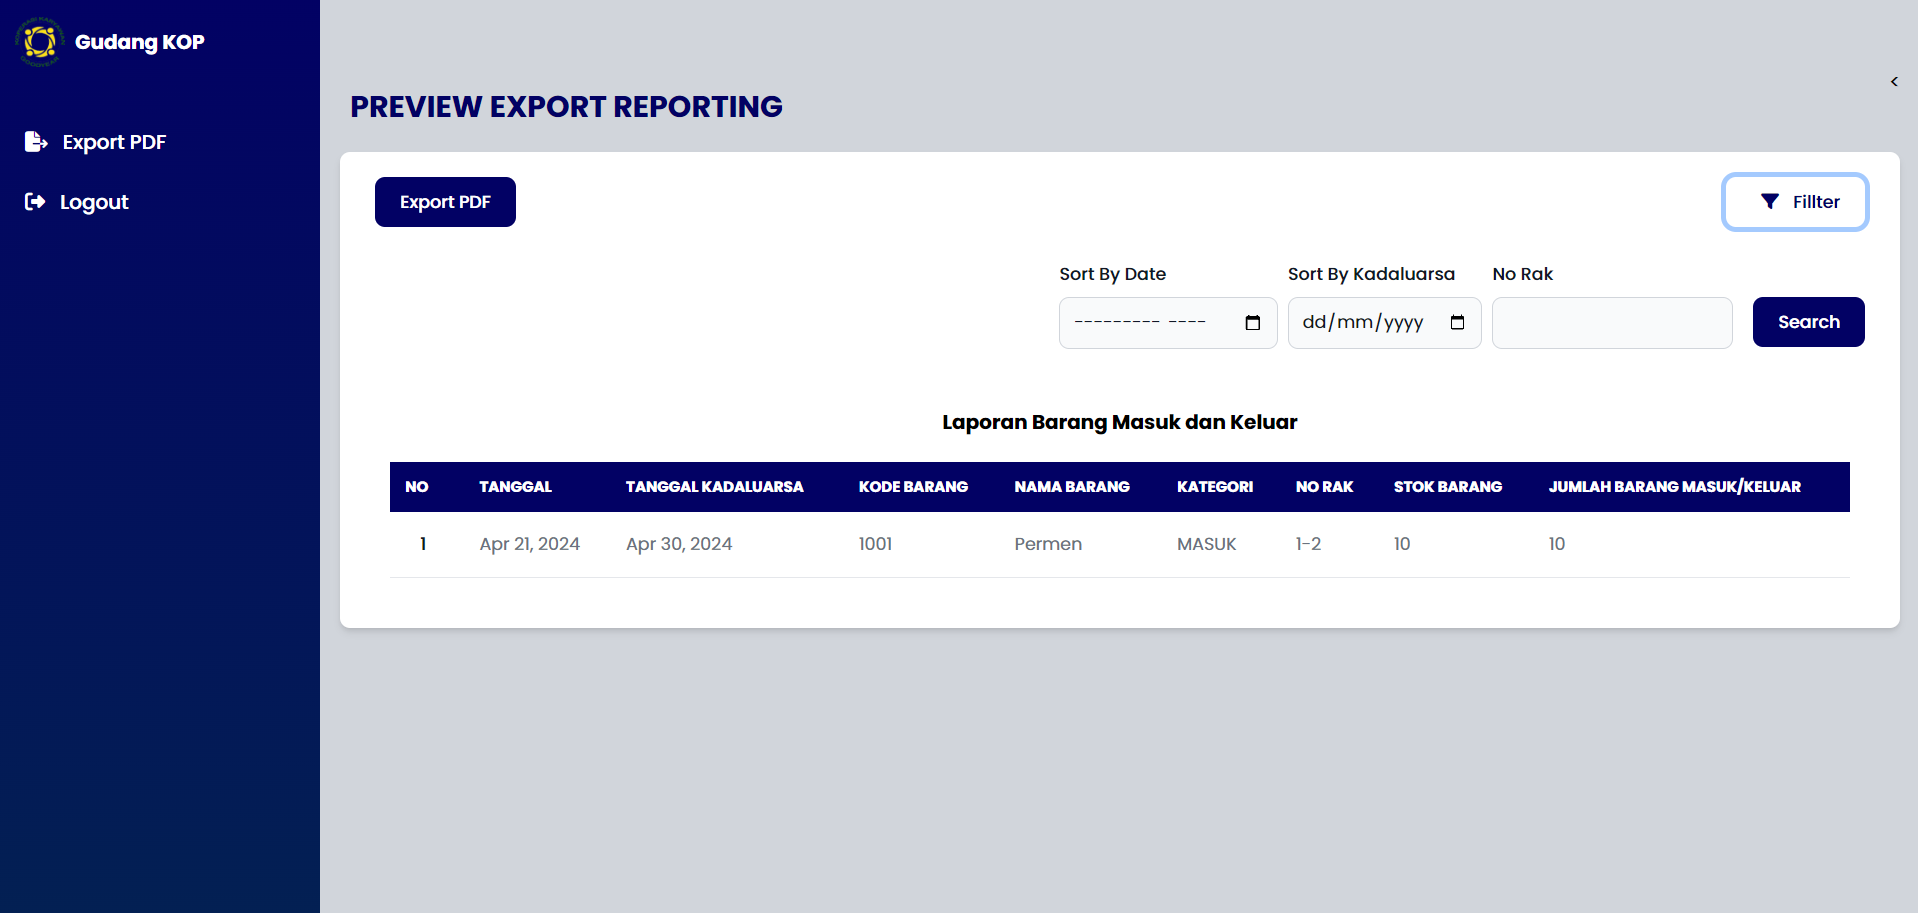 Gudang KOP
Export PDF
Logout
<
PREVIEW EXPORT REPORTING
Export PDF
Fillter
Sort By Date
Sort By Kadaluarsa
No Rak
--------- ----
dd/mm/yyyy
Search
Laporan Barang Masuk dan Keluar
NO TANGGAL TANGGAL KADALUARSA KODE BARANG NAMA BARANG KATEGORI NO RAK STOK BARANG JUMLAH BARANG MASUK/KELUAR
1 Apr 21, 2024 Apr 30, 2024 1001 Permen MASUK 1-2 10 10